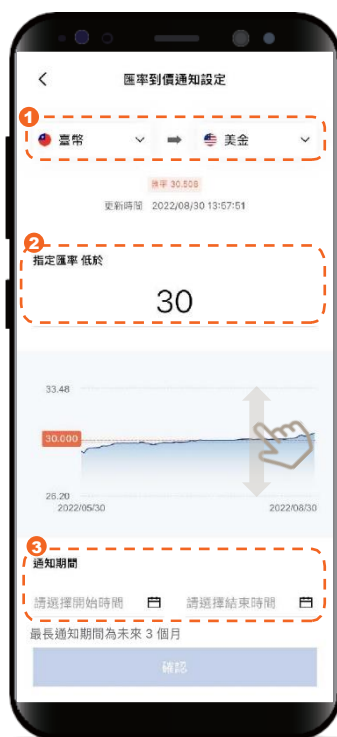 匯率到價通知設定
1
臺幣 ➡ 美金
匯率 30.508
更新時間 2022/08/30 13:57:51
2
指定匯率 低於
30
33.48
30.000
26.20
2022/05/30 2022/08/30
3
通知期間
請選擇開始時間 請選擇結束時間
最長通知期間為未來 3 個月
確認